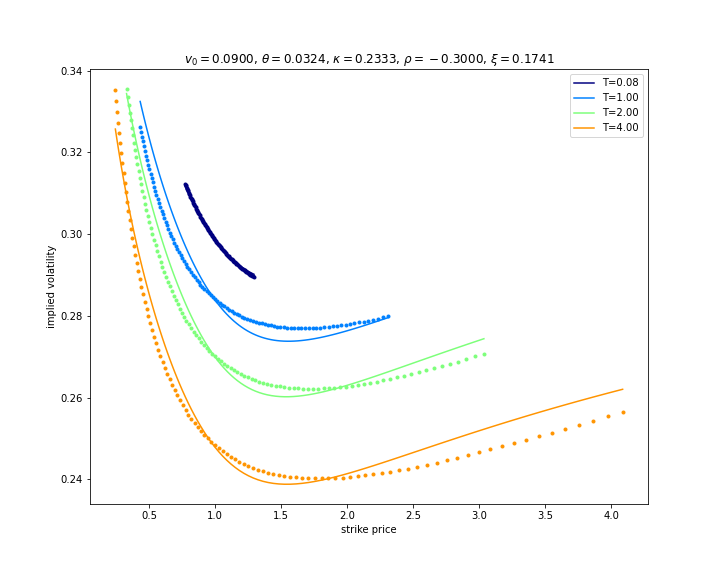 v₀ = 0.0900, θ = 0.0324, κ = 0.2333, ρ = −0.3000, ξ = 0.1741
0.34
0.32
0.30
0.28
0.26
0.24
implied volatility
T=0.08
T=1.00
T=2.00
T=4.00
0.5 1.0 1.5 2.0 2.5 3.0 3.5 4.0
strike price